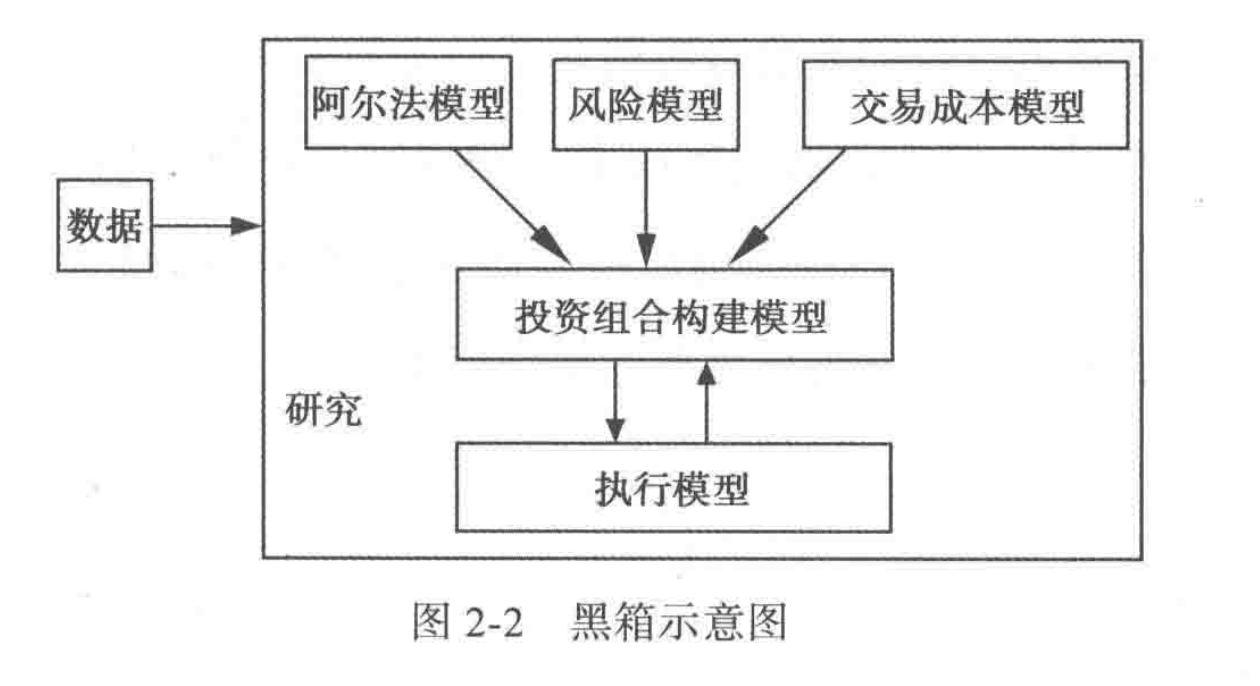 阿尔法模型
风险模型
交易成本模型
数据
投资组合构建模型
研究
执行模型
图 2-2 黑箱示意图